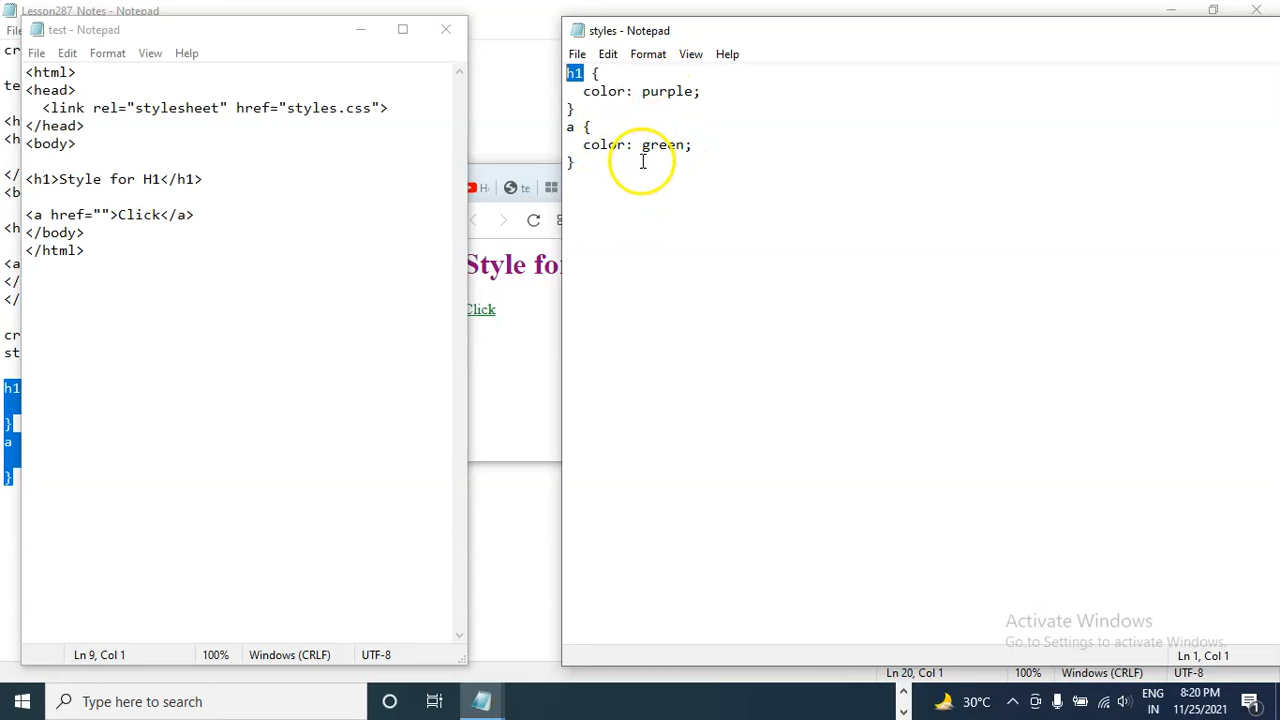 Lesson287_Notes - Notepad
test - Notepad
File Edit Format View Help
<html>
<head>
<link rel="stylesheet" href="styles.css">
</head>
<body>
<h1>Style for H1</h1>
<a href="">Click</a>
</body>
</html>
Ln 9, Col 1
100%
Windows (CRLF)
UTF-8
styles - Notepad
File Edit Format View Help
h1 {
color: purple;
}
a {
color: green;
}
Style fo
Click
h1
}
a
}
Activate Windows
Go to Settings to activate Windows.
Ln 1, Col 1
Ln 20, Col 1
100%
Windows (CRLF)
UTF-8
Type here to search
30°C
ENG
IN
8:20 PM
11/25/2021